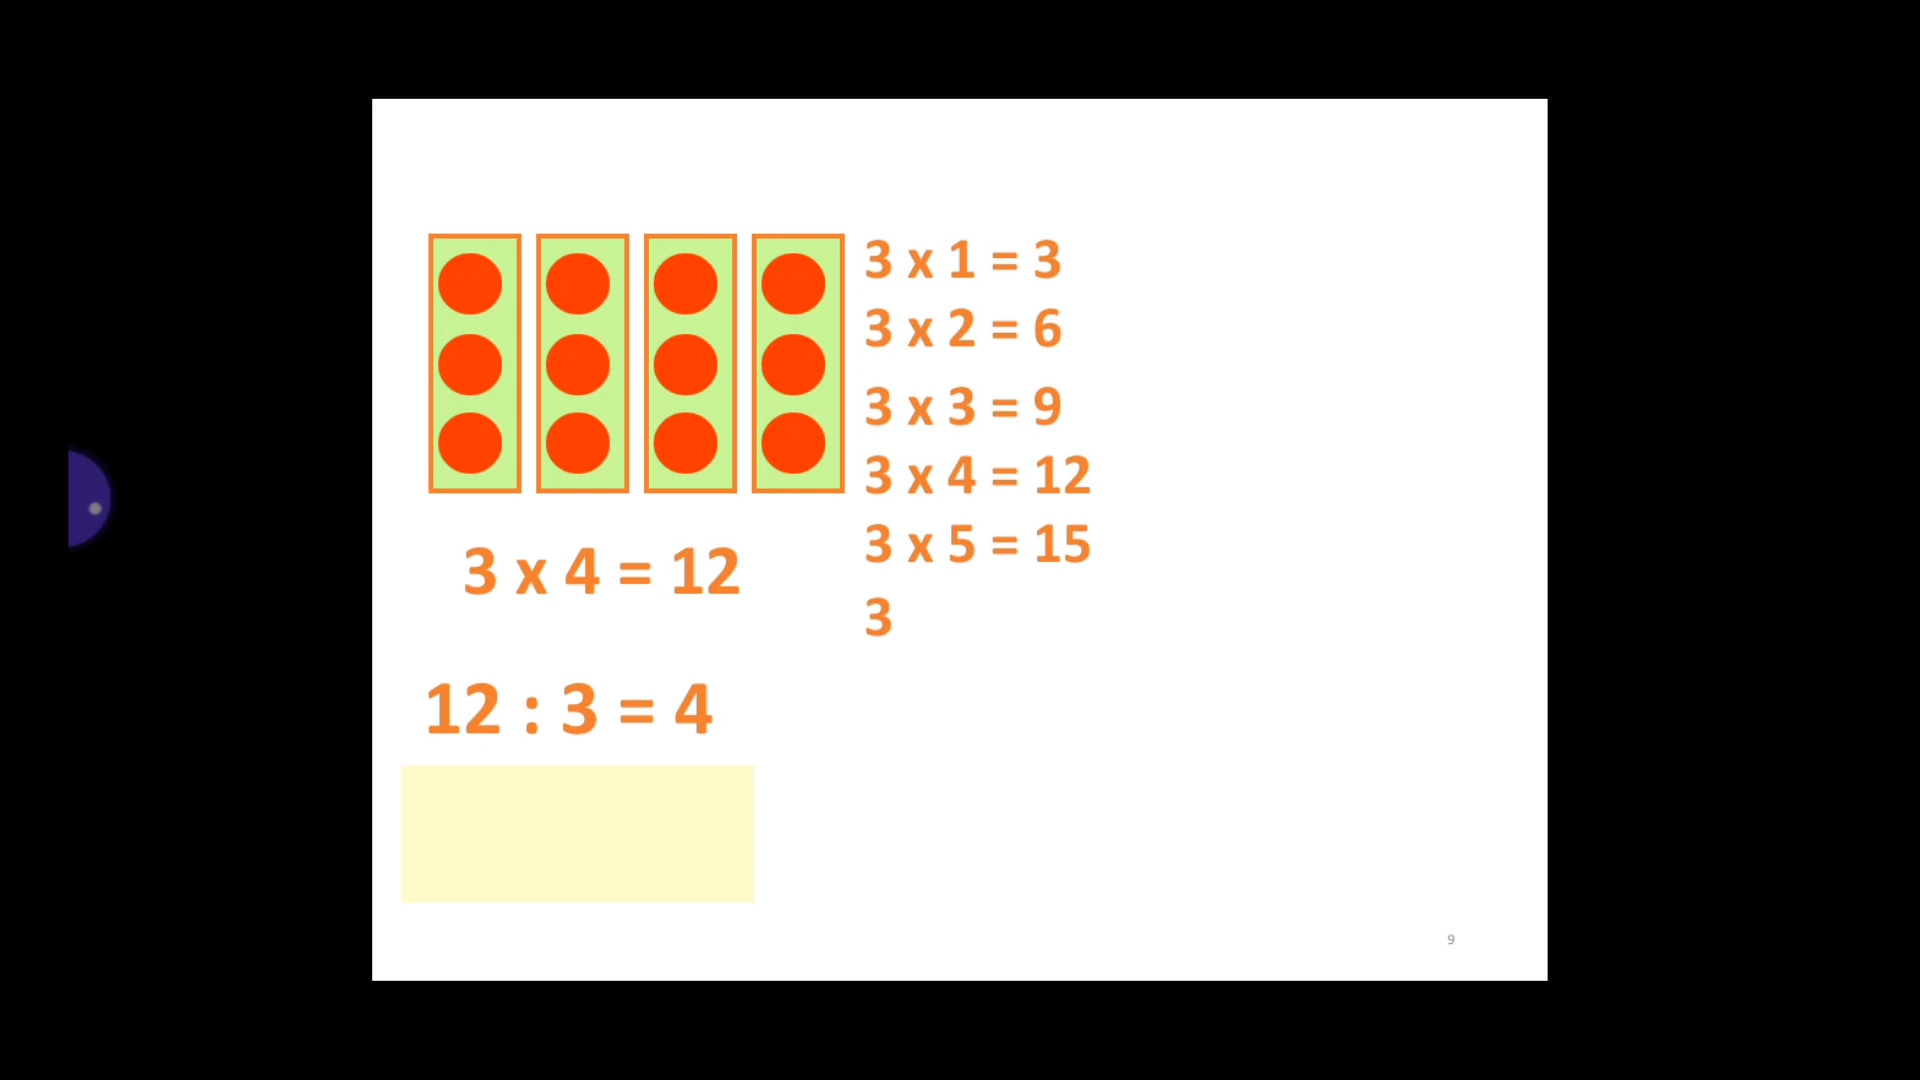 3 x 1 = 3
3 x 2 = 6
3 x 3 = 9
3 x 4 = 12
3 x 5 = 15
3
3 x 4 = 12
12 : 3 = 4
9